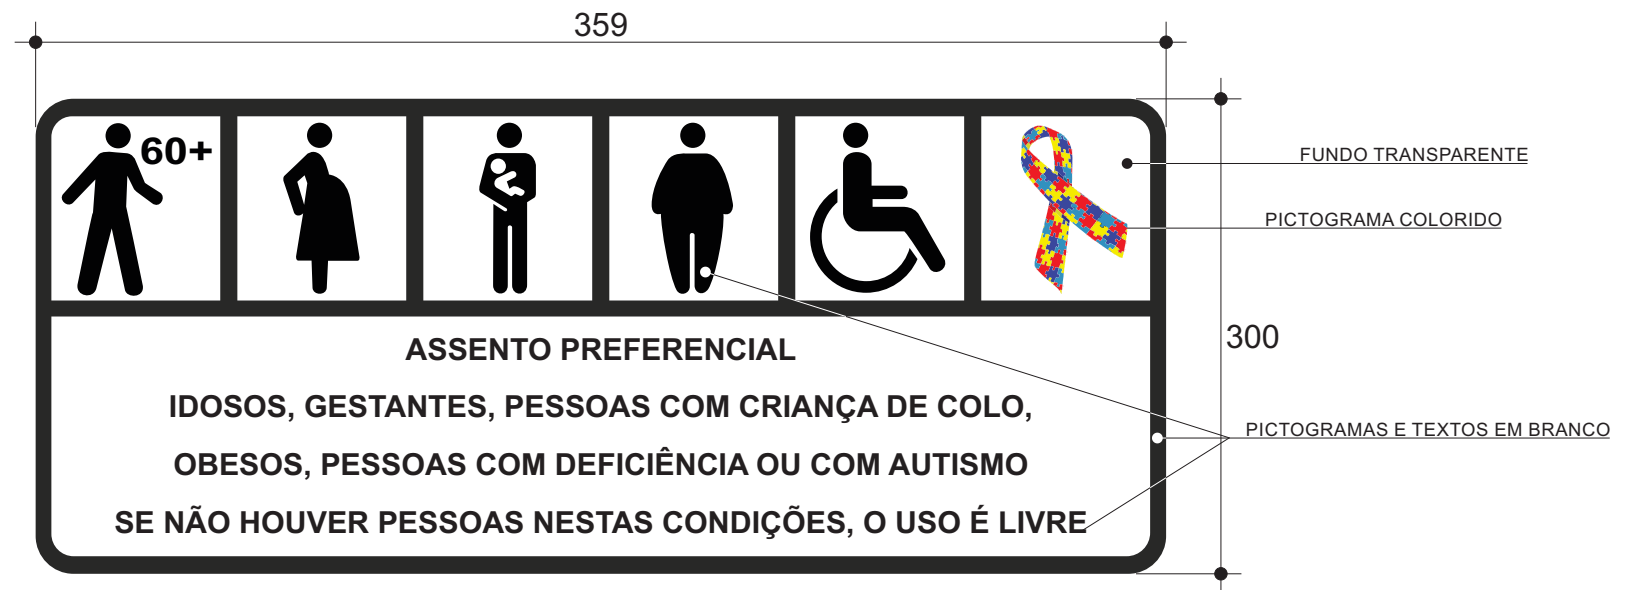 359
60+
FUNDO TRANSPARENTE
PICTOGRAMA COLORIDO
300
ASSENTO PREFERENCIAL
IDOSOS, GESTANTES, PESSOAS COM CRIANÇA DE COLO,
PICTOGRAMAS E TEXTOS EM BRANCO
OBESOS, PESSOAS COM DEFICIÊNCIA OU COM AUTISMO
SE NÃO HOUVER PESSOAS NESTAS CONDIÇÕES, O USO É LIVRE